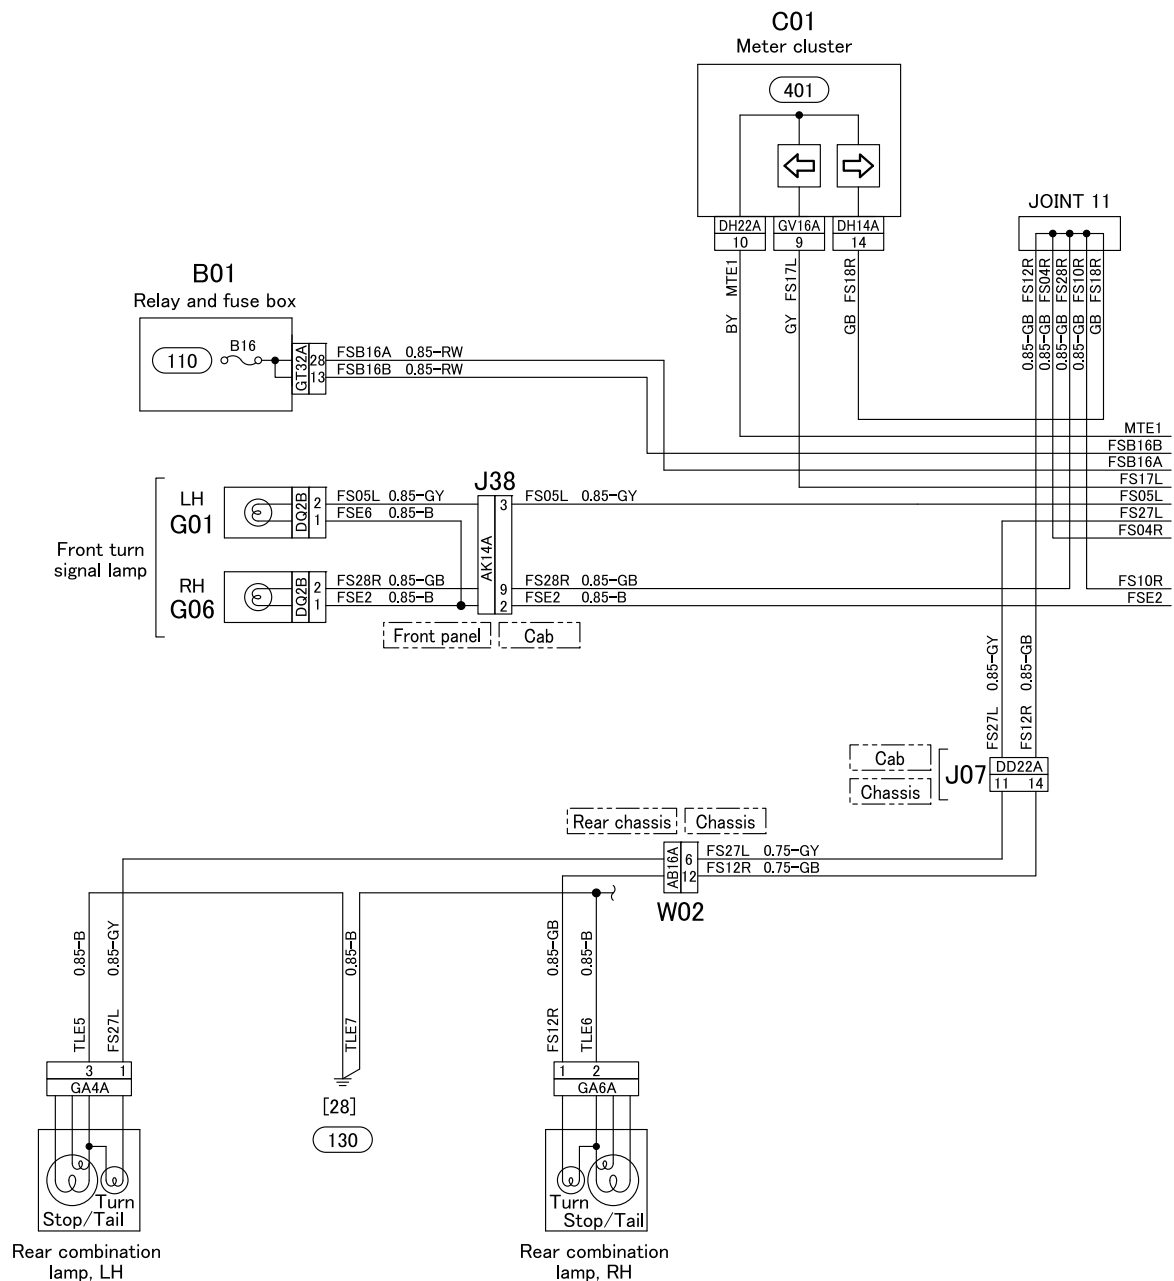 C01
Meter cluster
401
DH22A GV16A DH14A
10 9 14
BY MTE1
GY FS17L
GB FS18R
JOINT 11
0.85-GB FS12R
0.85-GB FS04R
0.85-GB FS28R
0.85-GB FS10R
GB FS18R
B01
Relay and fuse box
110
B16
GT32A
28
13
FSB16A 0.85-RW
FSB16B 0.85-RW
MTE1
FSB16B
FSB16A
FS17L
FS05L
FS27L
FS04R
FS10R
FSE2
Front turn
signal lamp
LH
G01
DQ2B
2
1
FS05L 0.85-GY
FSE6 0.85-B
RH
G06
DQ2B
2
1
FS28R 0.85-GB
FSE2 0.85-B
J38
AK14A
3
9
2
FS05L 0.85-GY
FS28R 0.85-GB
FSE2 0.85-B
Front panel
Cab
FS27L 0.85-GY
FS12R 0.85-GB
Cab
Chassis
J07
DD22A
11 14
Rear chassis
Chassis
AB16A
6
12
W02
FS27L 0.75-GY
FS12R 0.75-GB
TLE5 0.85-B
FS27L 0.85-GY
TLE7 0.85-B
FS12R 0.85-GB
TLE6 0.85-B
3 1
GA4A
[28]
130
1 2
GA6A
Turn
Stop/Tail
Turn
Stop/Tail
Rear combination
lamp, LH
Rear combination
lamp, RH